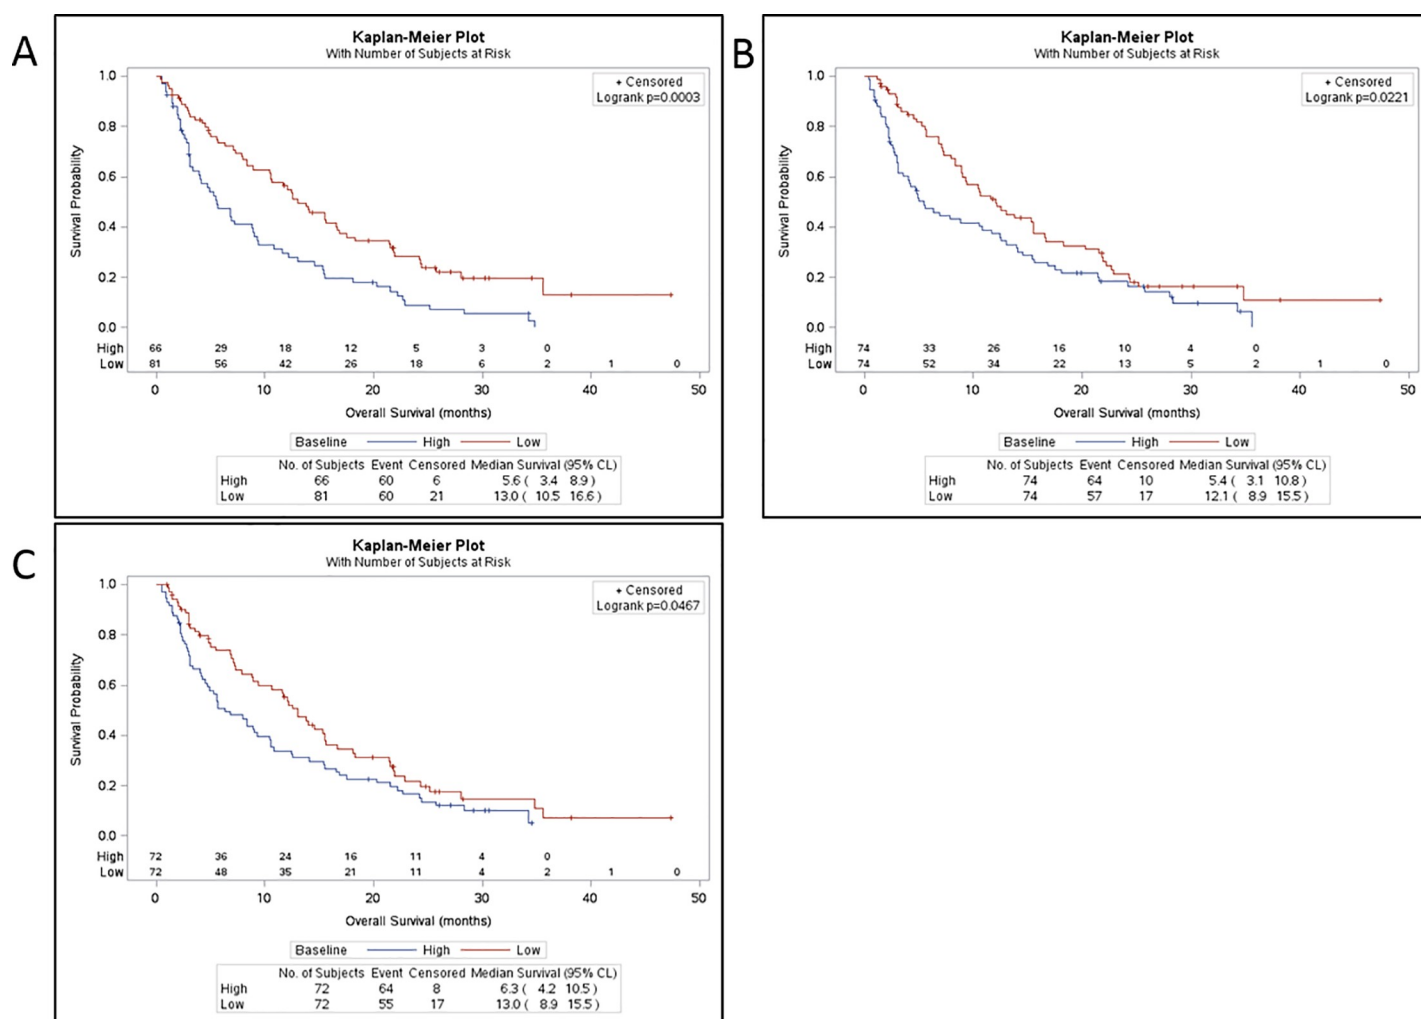 A
Kaplan-Meier Plot
With Number of Subjects at Risk
+ Censored
Logrank p=0.0003
1.0
0.8
0.6
0.4
0.2
0.0
Survival Probability
High 66 29 18 12 5 3 0
Low 81 56 42 26 18 6 2 1 0
0 10 20 30 40 50
Overall Survival (months)
Baseline High Low
No. of Subjects Event Censored Median Survival (95% CL)
High 66 60 6 5.6 ( 3.4 8.9 )
Low 81 60 21 13.0 ( 10.5 16.6 )
B
Kaplan-Meier Plot
With Number of Subjects at Risk
+ Censored
Logrank p=0.0221
1.0
0.8
0.6
0.4
0.2
0.0
Survival Probability
High 74 33 26 16 10 4 0
Low 74 52 34 22 13 5 2 1 0
0 10 20 30 40 50
Overall Survival (months)
Baseline High Low
No. of Subjects Event Censored Median Survival (95% CL)
High 74 64 10 5.4 ( 3.1 10.8 )
Low 74 57 17 12.1 ( 8.9 15.5 )
C
Kaplan-Meier Plot
With Number of Subjects at Risk
+ Censored
Logrank p=0.0467
1.0
0.8
0.6
0.4
0.2
0.0
Survival Probability
High 72 36 24 16 11 4 0
Low 72 48 35 21 11 4 2 1 0
0 10 20 30 40 50
Overall Survival (months)
Baseline High Low
No. of Subjects Event Censored Median Survival (95% CL)
High 72 64 8 6.3 ( 4.2 10.5 )
Low 72 55 17 13.0 ( 8.9 15.5 )